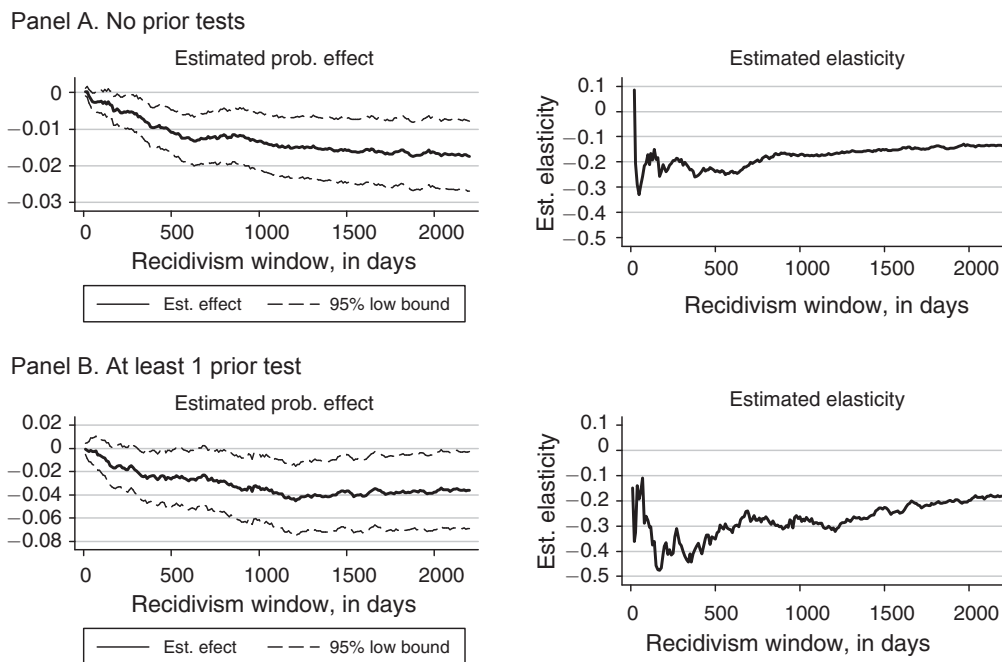 Panel A. No prior tests
Estimated prob. effect
0
−0.01
−0.02
−0.03
0 500 1000 1500 2000
Recidivism window, in days
Est. effect 95% low bound
Estimated elasticity
Est. elasticity
0.1
0
−0.1
−0.2
−0.3
−0.4
−0.5
0 500 1000 1500 2000
Recidivism window, in days
Panel B. At least 1 prior test
Estimated prob. effect
0.02
0
−0.02
−0.04
−0.06
−0.08
0 500 1000 1500 2000
Recidivism window, in days
Est. efect 95% low bound
Estimated elasticity
Est. elasticity
0.1
0
−0.1
−0.2
−0.3
−0.4
−0.5
0 500 1000 1500 2000
Recidivism window, in days